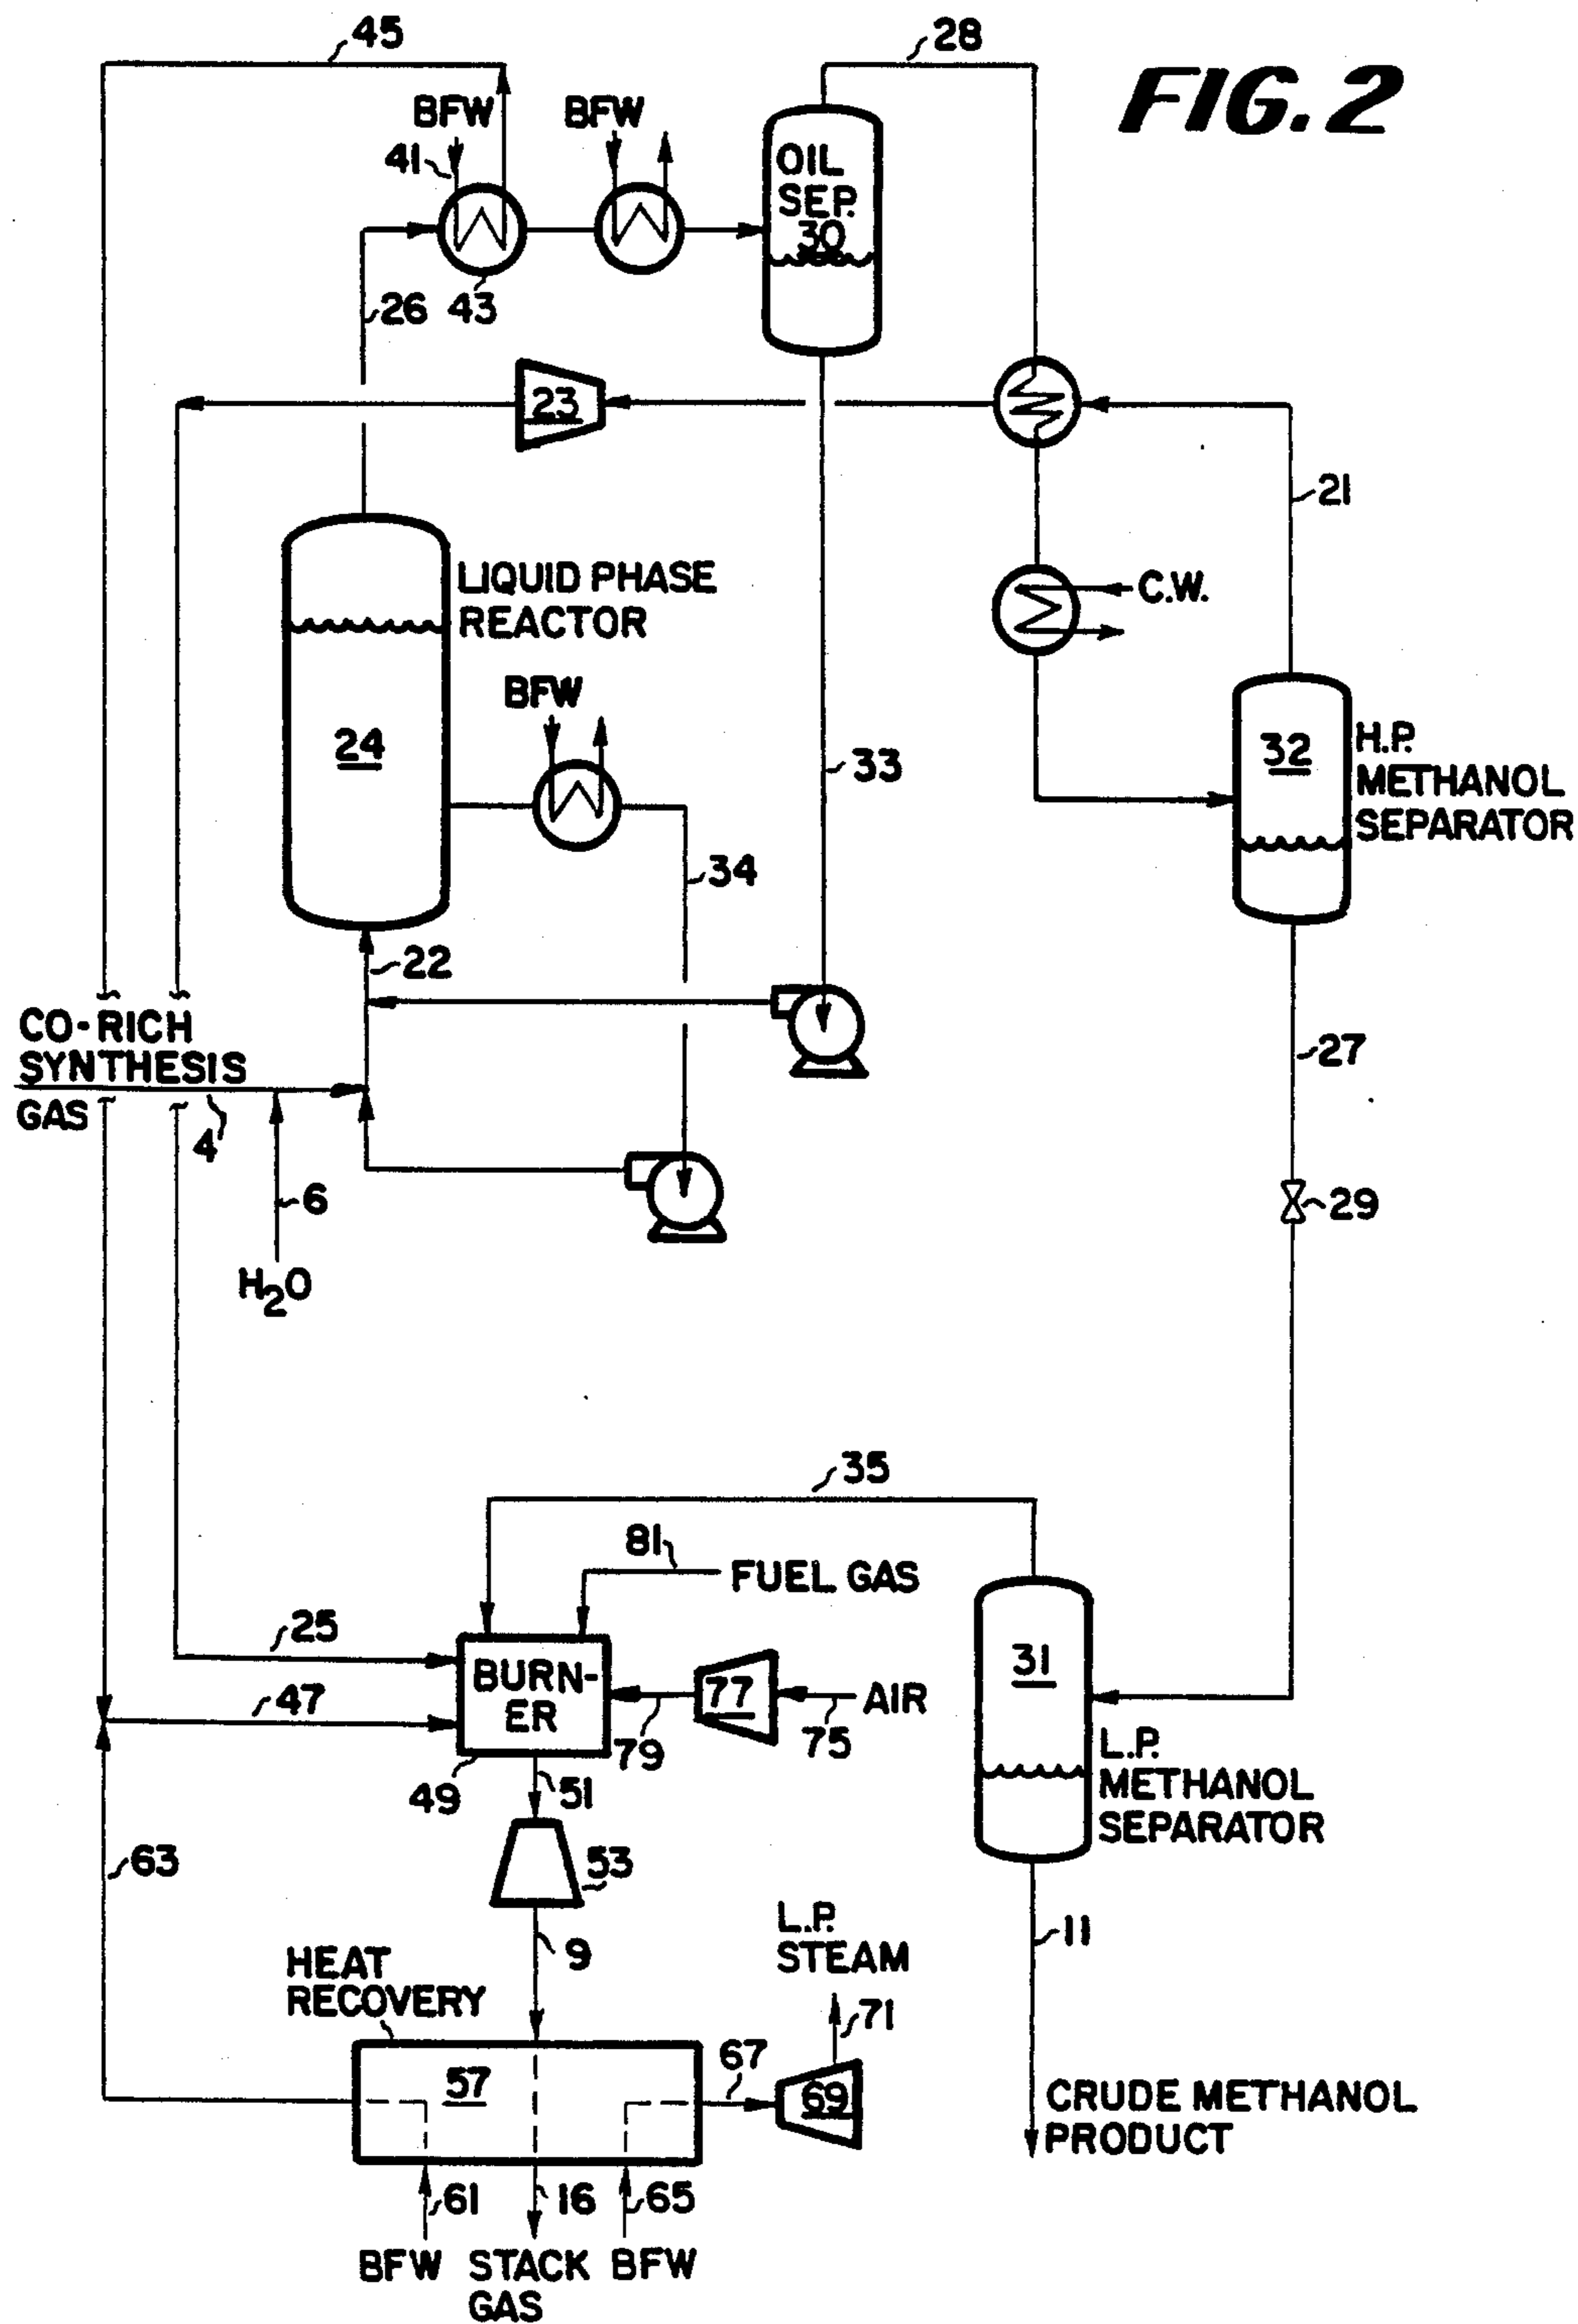 45
28
FIG. 2
BFW
BFW
41
OIL
SEP.
30
26
43
23
21
LIQUID PHASE
REACTOR
C.W.
BFW
24
32
H.P.
METHANOL
SEPARATOR
33
34
22
CO-RICH
SYNTHESIS
GAS
27
4
6
29
H2O
35
81
FUEL GAS
25
BURN-
ER
31
47
77
AIR
79
75
49
51
L.P.
METHANOL
SEPARATOR
63
53
L.P.
STEAM
11
9
HEAT
RECOVERY
71
57
67
69
CRUDE METHANOL
PRODUCT
61
16
65
BFW
STACK
GAS
BFW